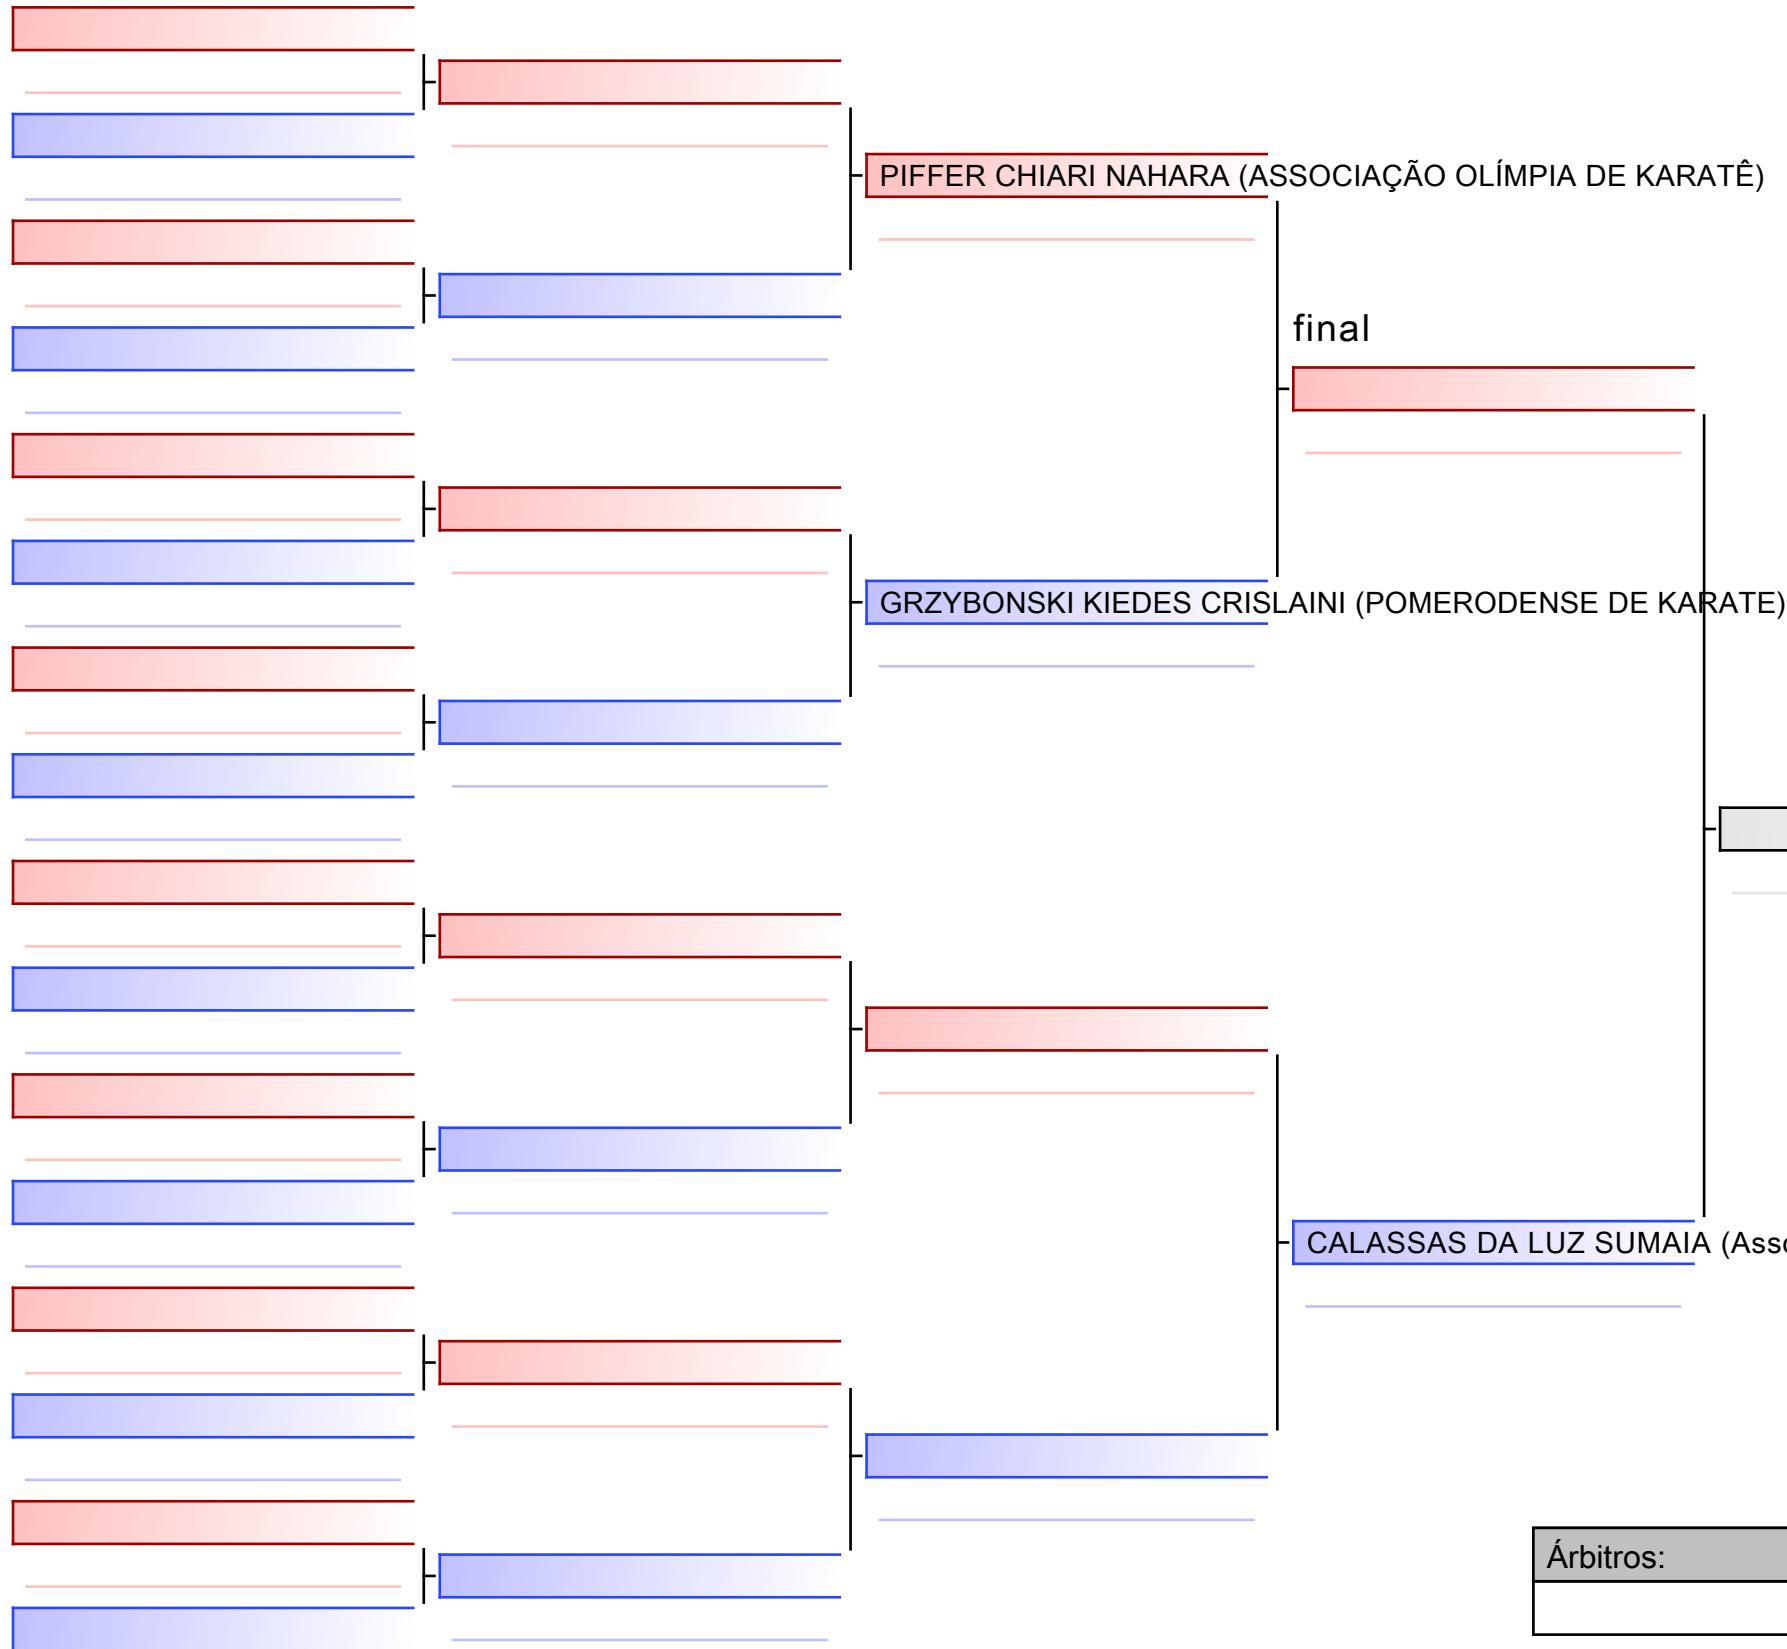 PIFFER CHIARI NAHARA (ASSOCIAÇÃO OLÍMPIA DE KARATÊ)
final
GRZYBONSKI KIEDES CRISLAINI (POMERODENSE DE KARATE)
CALASSAS DA LUZ SUMAIA
Árbitros: